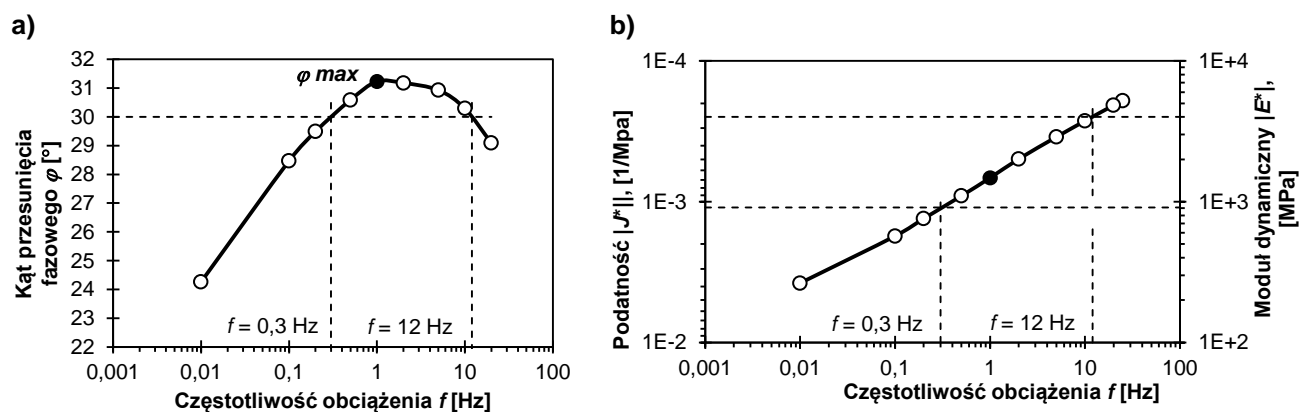 a)
Kąt przesunięcia
fazowego φ [°]
32
31
30
29
28
27
26
25
24
23
22
φ max
f = 0,3 Hz
f = 12 Hz
0,001
0,01
0,1
1
10
100
Częstotliwość obciążenia f [Hz]
b)
Podatność |J*||, [1/Mpa]
1E-4
1E-3
1E-2
f = 0,3 Hz
f = 12 Hz
0,001
0,01
0,1
1
10
100
Częstotliwość obciążenia f [Hz]
1E+4
1E+3
1E+2
Moduł dynamiczny |E*|,
[MPa]